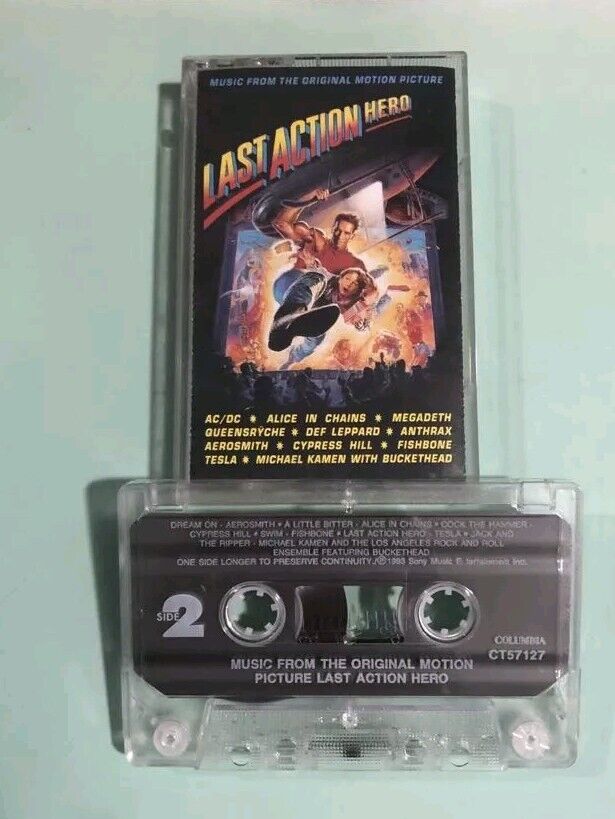 MUSIC FROM THE ORIGINAL MOTION PICTURE
LAST ACTION HERO
AC/DC * ALICE IN CHAINS * MEGADETH
QUEENSRŸCHE * DEF LEPPARD * ANTHRAX
AEROSMITH * CYPRESS HILL * FISHBONE
TESLA * MICHAEL KAMEN WITH BUCKETHEAD
DREAM ON - AEROSMITH • A LITTLE BITTER - ALICE IN CHAINS • COCK THE HAMMER -
CYPRESS HILL • SWIM - FISHBONE • LAST ACTION HERO - TESLA • JACK AND
THE RIPPER - MICHAEL KAMEN AND THE LOS ANGELES ROCK AND ROLL
ENSEMBLE FEATURING BUCKETHEAD
ONE SIDE LONGER TO PRESERVE CONTINUITY./℗1993 Sony Music Entertainment Inc.
SIDE 2
COLUMBIA
CT57127
MUSIC FROM THE ORIGINAL MOTION
PICTURE LAST ACTION HERO